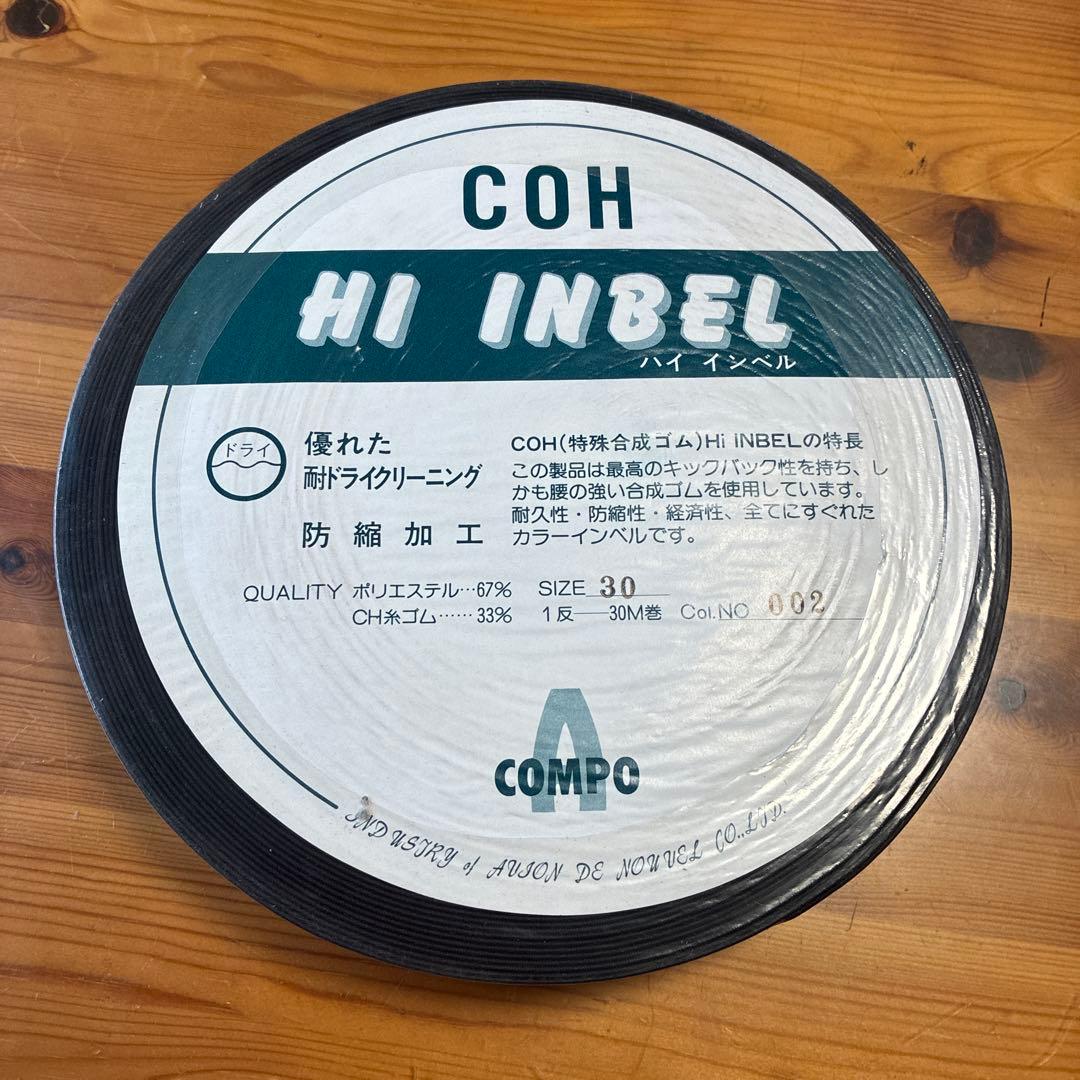 COH
HI INBEL
ハイ インベル
ドライ
優れた
耐ドライクリーニング
防縮加工
COH(特殊合成ゴム)Hi INBELの特長
この製品は最高のキックバック性を持ち、し
かも腰の強い合成ゴムを使用しています。
耐久性・防縮性・経済性、全てにすぐれた
カラーインベルです。
QUALITY ポリエステル…67%
CH糸ゴム……33%
SIZE 30
1反──30M巻 Col.NO 002
A
COMPO
INDUSTRY of AVION DE NOUVEL CO.,LTD.